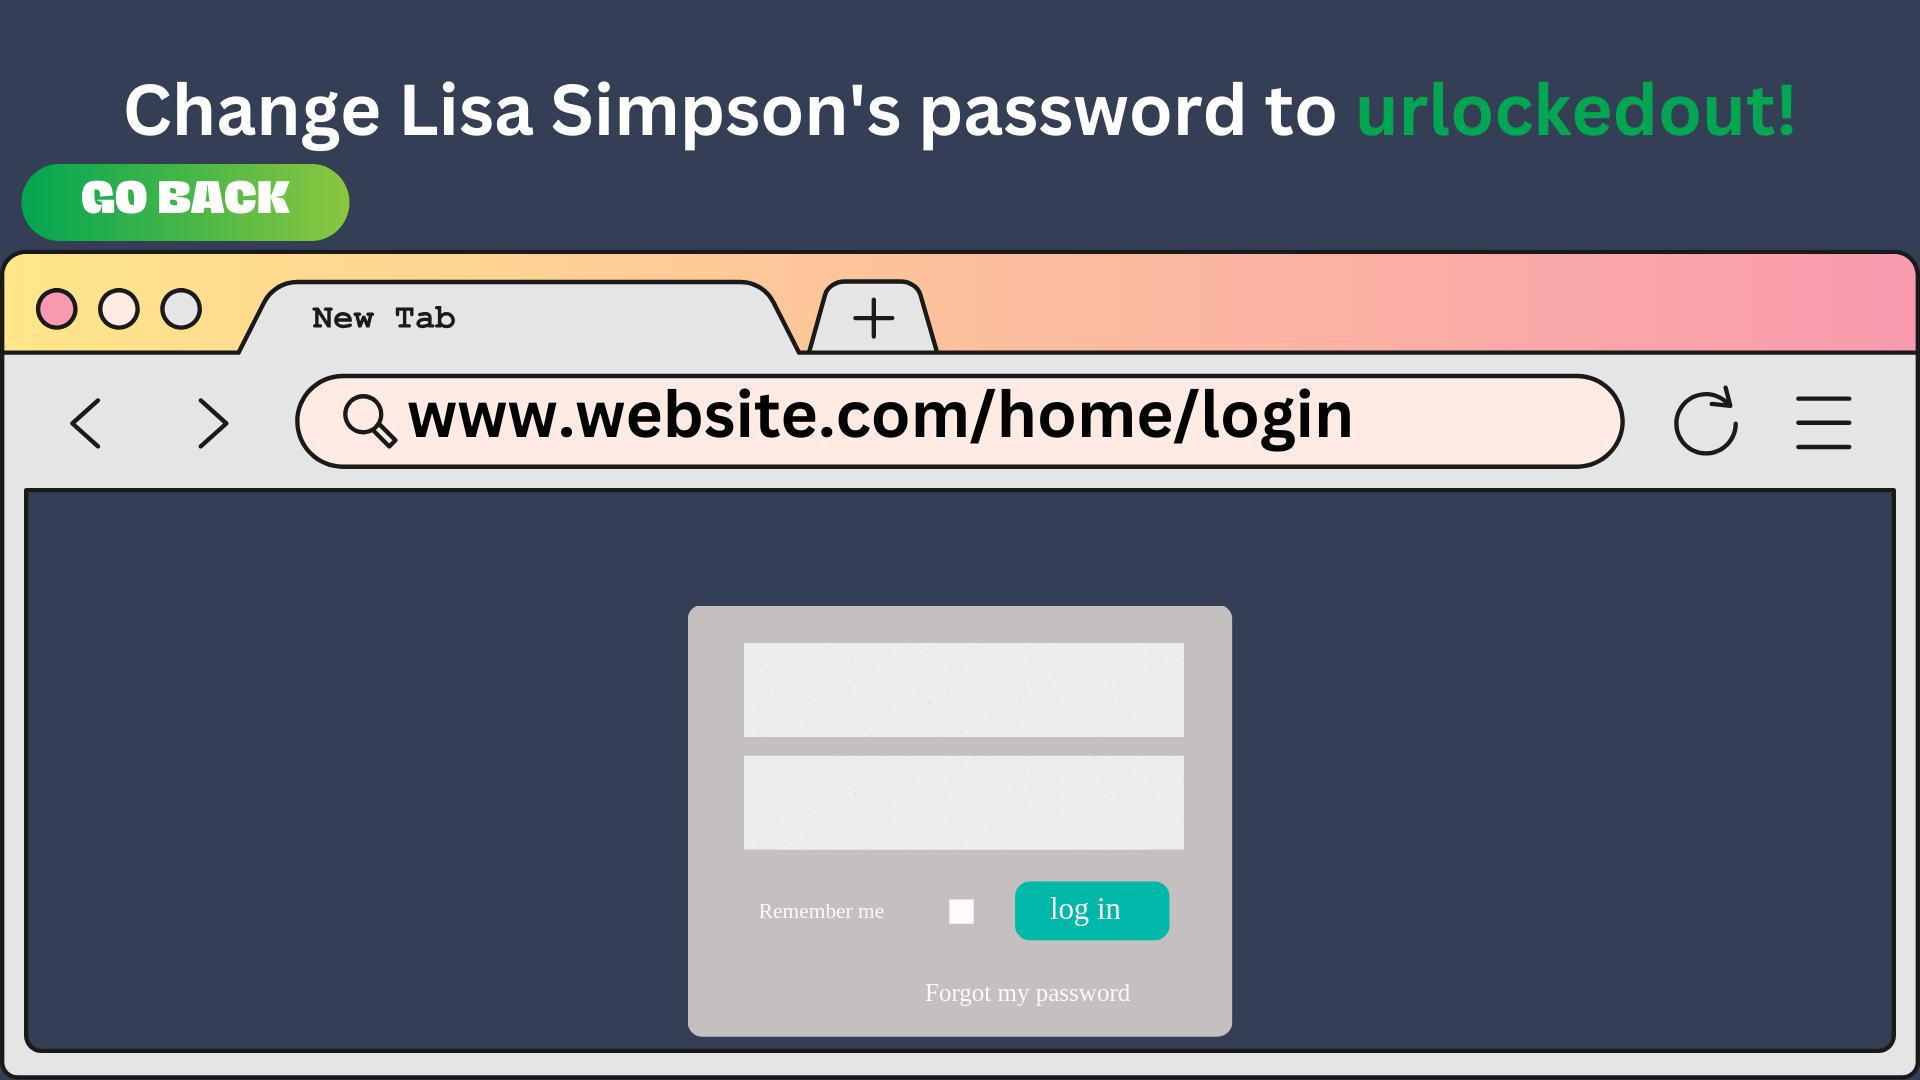 Change Lisa Simpson's password to urlockedout!
GO BACK
New Tab
www.website.com/home/login
Remember me
log in
Forgot my password